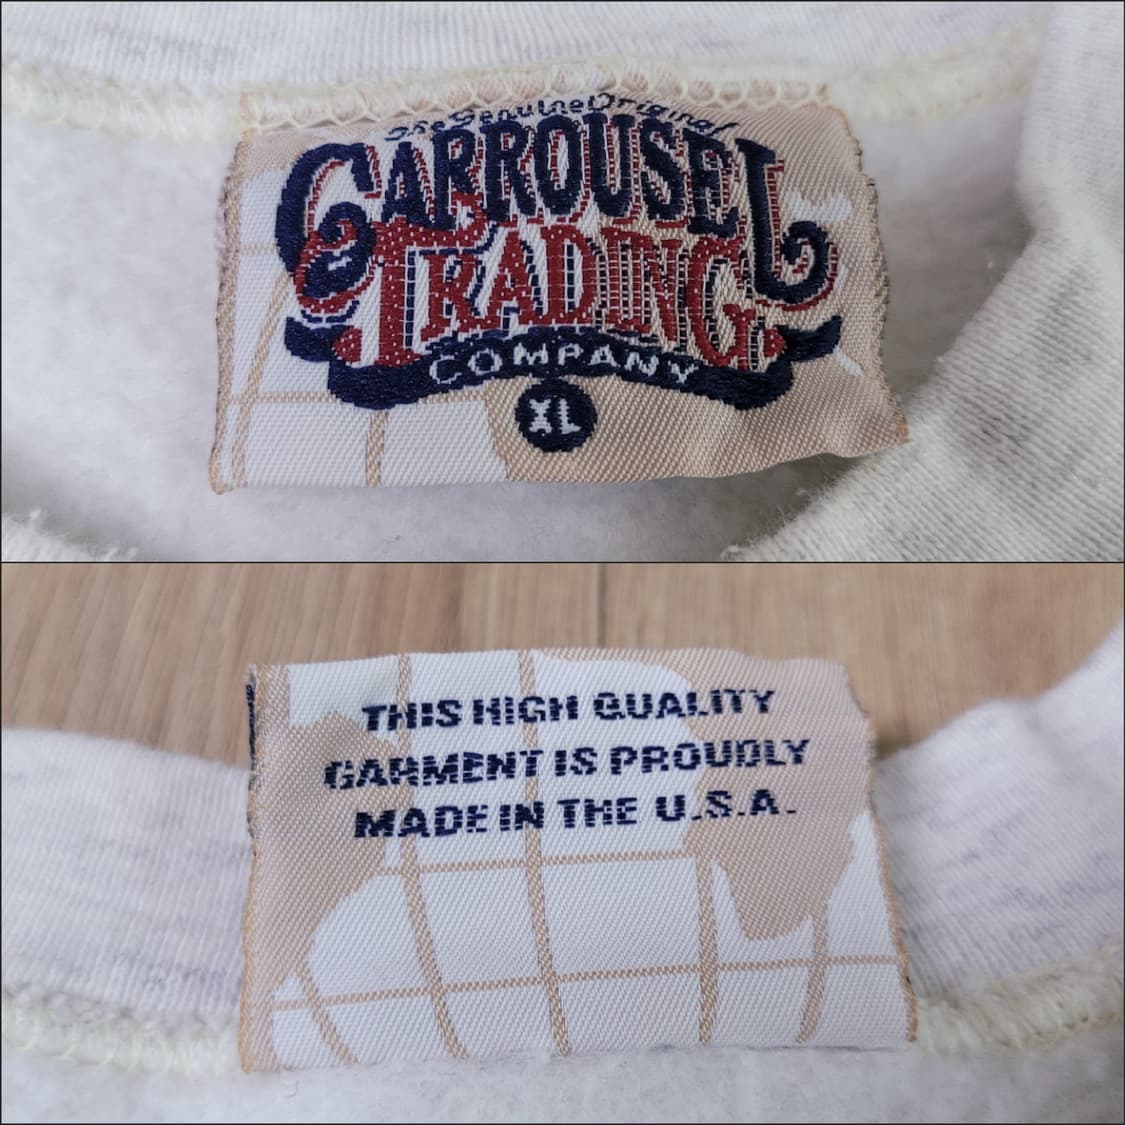 The Genuine Original
CARROUSEL
TRADING
COMPANY
XL
THIS HIGH QUALITY
GARMENT IS PROUDLY
MADE IN THE U.S.A.